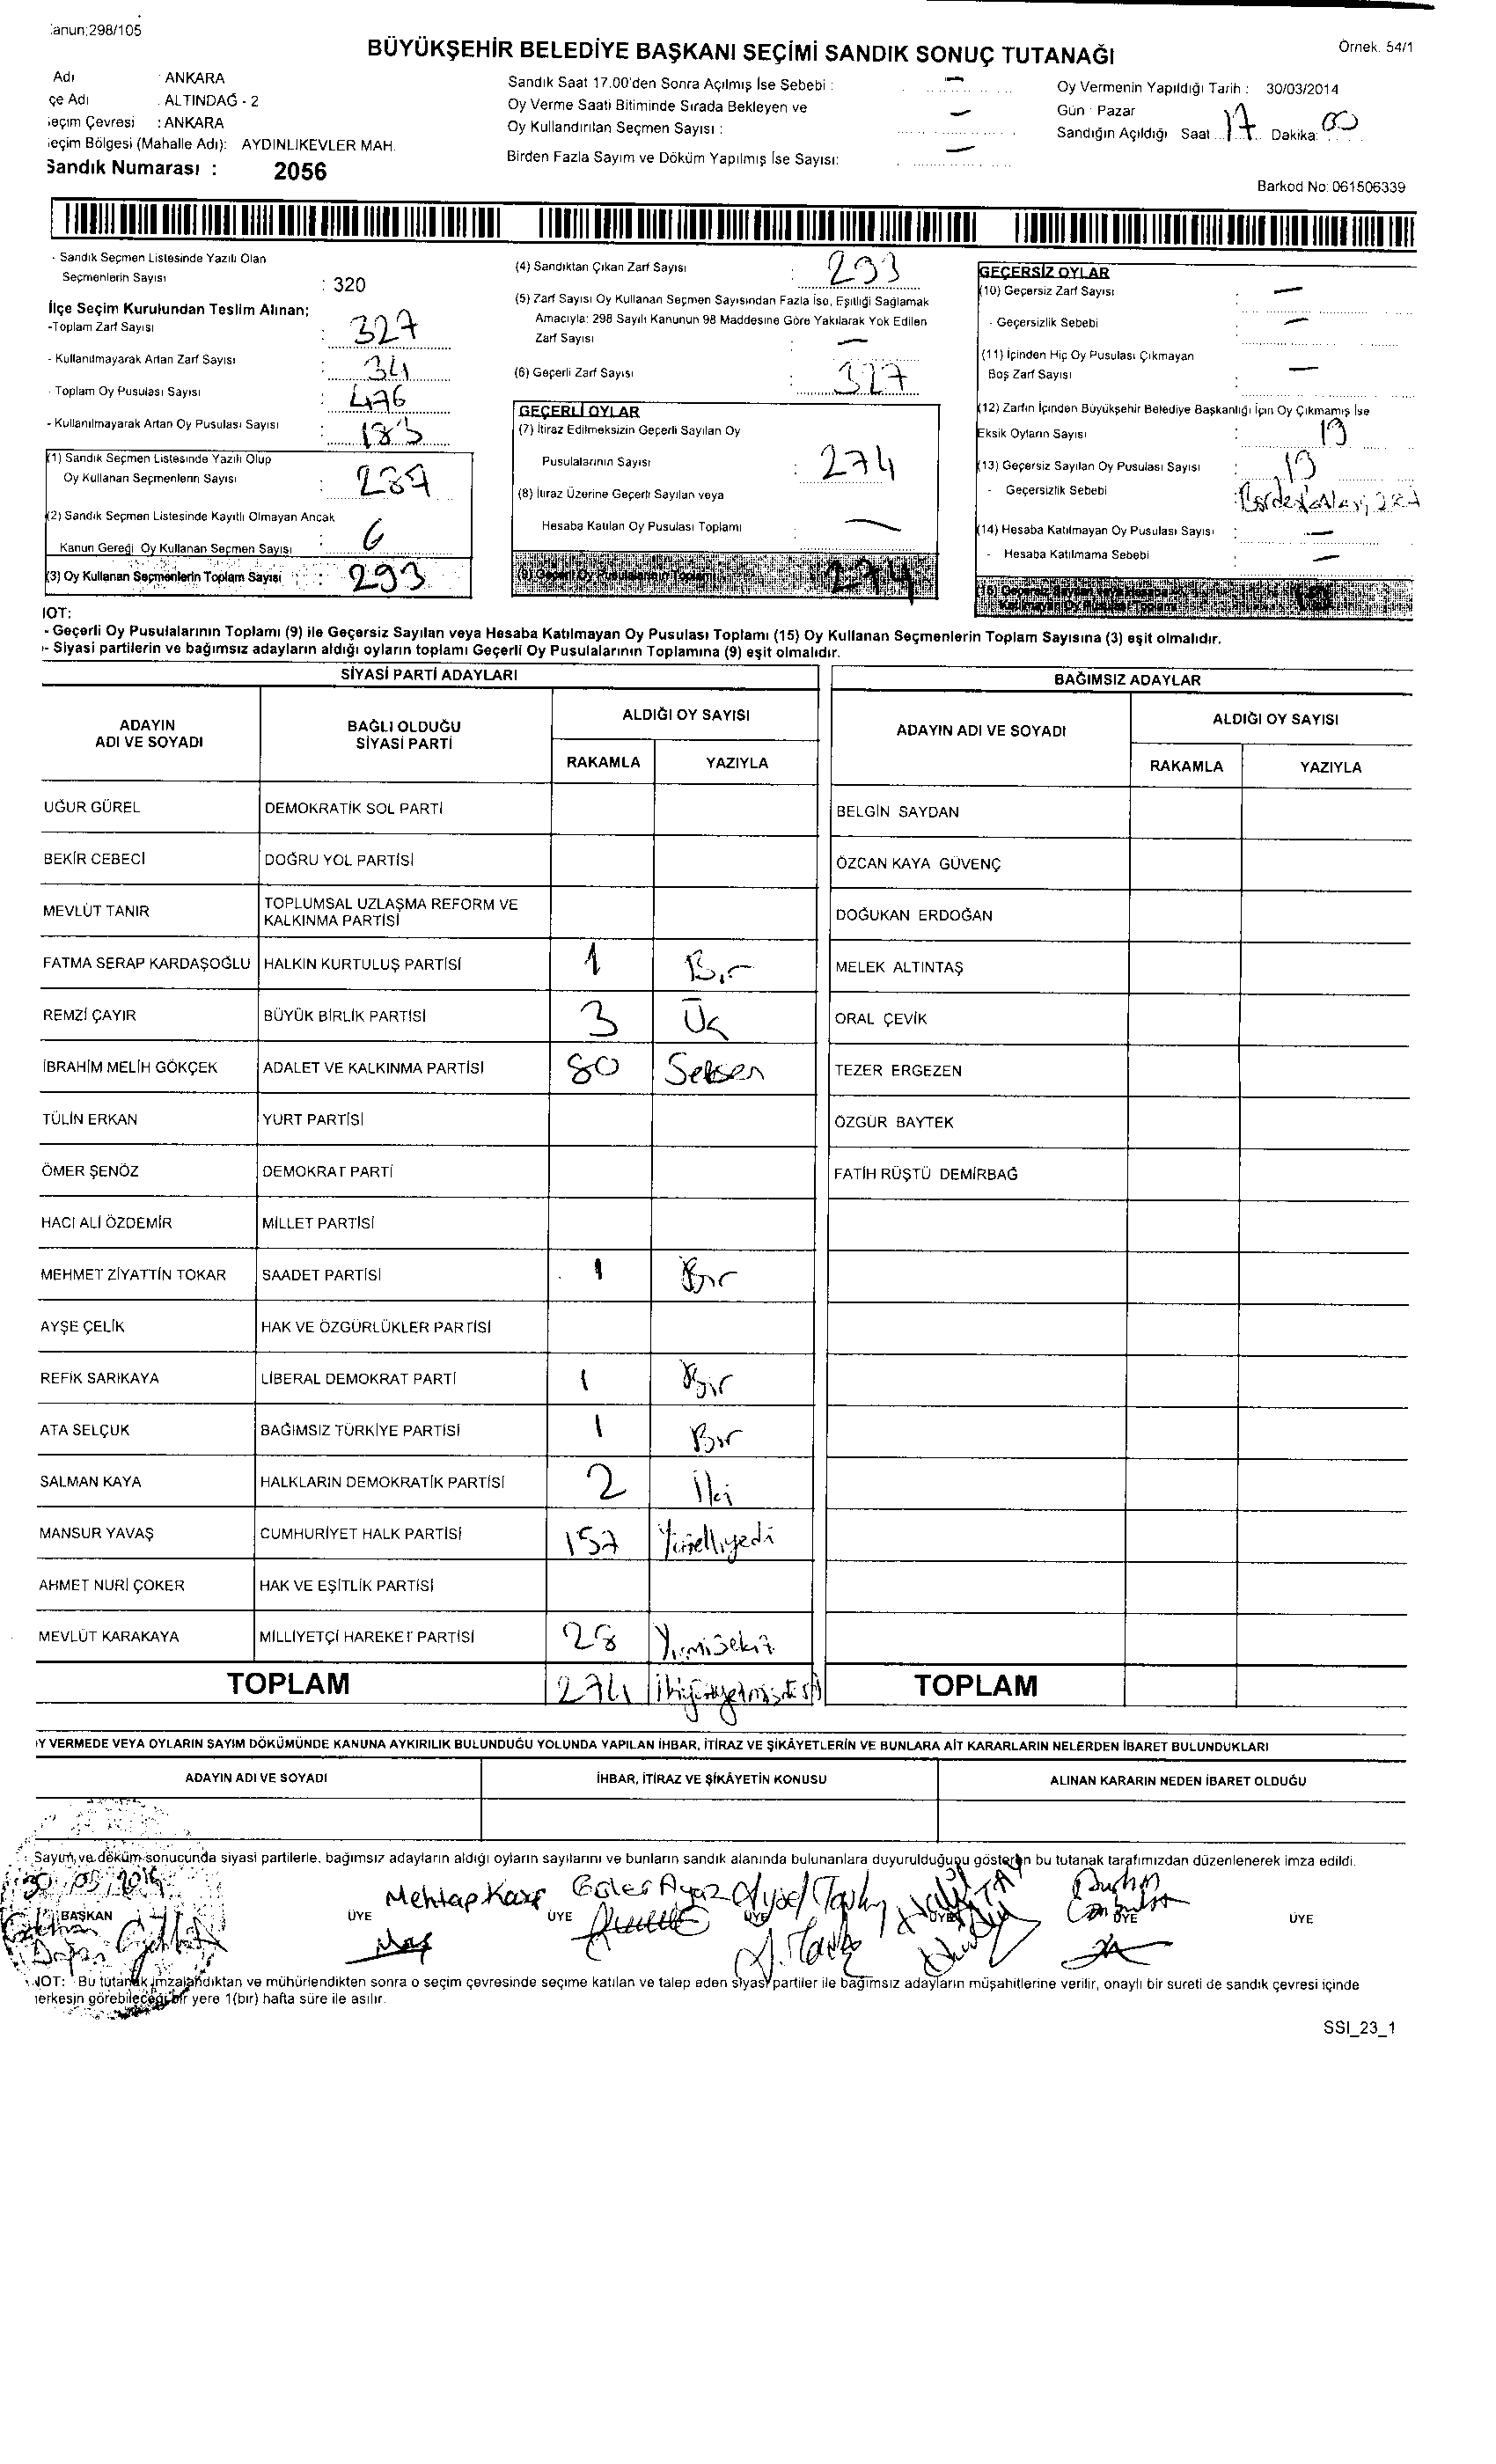 anun;298/105
BÜYÜKŞEHİR BELEDİYE BAŞKANI SEÇİMİ SANDIK SONUÇ TUTANAĞI
Örnek. 54/1
Adı : ANKARA
çe Adı . ALTINDAĞ - 2
eçim Çevresi : ANKARA
eçim Bölgesi (Mahalle Adı): AYDINLIKEVLER MAH.
Sandık Numarası : 2056
Sandık Saat 17.00'den Sonra Açılmış İse Sebebi : —
Oy Verme Saati Bitiminde Sırada Bekleyen ve
Oy Kullandırılan Seçmen Sayısı : —
Birden Fazla Sayım ve Döküm Yapılmış İse Sayısı: —
Oy Vermenin Yapıldığı Tarih : 30/03/2014
Gün : Pazar
Sandığın Açıldığı Saat 17 Dakika: 00
Barkod No: 061506339
- Sandık Seçmen Listesinde Yazılı Olan
Seçmenlerin Sayısı : 320
İlçe Seçim Kurulundan Teslim Alınan;
-Toplam Zarf Sayısı : 327
- Kullanılmayarak Artan Zarf Sayısı : 34
- Toplam Oy Pusulası Sayısı : 476
- Kullanılmayarak Artan Oy Pusulası Sayısı : 183
(1) Sandık Seçmen Listesinde Yazılı Olup
Oy Kullanan Seçmenlerin Sayısı : 287
(2) Sandık Seçmen Listesinde Kayıtlı Olmayan Ancak
Kanun Gereği Oy Kullanan Seçmen Sayısı : 6
(3) Oy Kullanan Seçmenlerin Toplam Sayısı : 293
(4) Sandıktan Çıkan Zarf Sayısı : 293
(5) Zarf Sayısı Oy Kullanan Seçmen Sayısından Fazla İse, Eşitliği Sağlamak
Amacıyla: 298 Sayılı Kanunun 98 Maddesine Göre Yakılarak Yok Edilen
Zarf Sayısı : —
(6) Geçerli Zarf Sayısı : 327
GEÇERLİ OYLAR
(7) İtiraz Edilmeksizin Geçerli Sayılan Oy
Pusulalarının Sayısı : 274
(8) İtiraz Üzerine Geçerli Sayılan veya
Hesaba Katılan Oy Pusulası Toplamı : —
(9) Geçerli Oy Pusulalarının Toplamı 274
GEÇERSİZ OYLAR
(10) Geçersiz Zarf Sayısı : —
- Geçersizlik Sebebi : —
(11) İçinden Hiç Oy Pusulası Çıkmayan
Boş Zarf Sayısı : —
(12) Zarfın İçinden Büyükşehir Belediye Başkanlığı İçin Oy Çıkmamış İse
Eksik Oyların Sayısı : 19
(13) Geçersiz Sayılan Oy Pusulası Sayısı : 19
- Geçersizlik Sebebi :
(14) Hesaba Katılmayan Oy Pusulası Sayısı : —
- Hesaba Katılmama Sebebi : —
(15) Geçersiz Sayılan veya Hesaba
Katılmayan Oy Pusulası Toplamı 19
IOT:
- Geçerli Oy Pusulalarının Toplamı (9) ile Geçersiz Sayılan veya Hesaba Katılmayan Oy Pusulası Toplamı (15) Oy Kullanan Seçmenlerin Toplam Sayısına (3) eşit olmalıdır.
- Siyasi partilerin ve bağımsız adayların aldığı oyların toplamı Geçerli Oy Pusulalarının Toplamına (9) eşit olmalıdır.
SİYASİ PARTİ ADAYLARI
ADAYIN ADI VE SOYADI BAĞLI OLDUĞU SİYASİ PARTİ ALDIĞI OY SAYISI
RAKAMLA YAZIYLA
UĞUR GÜREL DEMOKRATİK SOL PARTİ
BEKİR CEBECİ DOĞRU YOL PARTİSİ
MEVLÜT TANIR TOPLUMSAL UZLAŞMA REFORM VE KALKINMA PARTİSİ
FATMA SERAP KARDAŞOĞLU HALKIN KURTULUŞ PARTİSİ 1 Bir
REMZİ ÇAYIR BÜYÜK BİRLİK PARTİSİ 3 Üç
İBRAHİM MELİH GÖKÇEK ADALET VE KALKINMA PARTİSİ 80 Seksen
TÜLİN ERKAN YURT PARTİSİ
ÖMER ŞENÖZ DEMOKRAT PARTİ
HACI ALİ ÖZDEMİR MİLLET PARTİSİ
MEHMET ZİYATTİN TOKAR SAADET PARTİSİ 1 Bir
AYŞE ÇELİK HAK VE ÖZGÜRLÜKLER PARTİSİ
REFİK SARIKAYA LİBERAL DEMOKRAT PARTİ 1 Bir
ATA SELÇUK BAĞIMSIZ TÜRKİYE PARTİSİ 1 Bir
SALMAN KAYA HALKLARIN DEMOKRATİK PARTİSİ 2 İki
MANSUR YAVAŞ CUMHURİYET HALK PARTİSİ 157 Yüzelliyedi
AHMET NURİ ÇOKER HAK VE EŞİTLİK PARTİSİ
MEVLÜT KARAKAYA MİLLİYETÇİ HAREKET PARTİSİ 28 Yirmisekiz
TOPLAM 274 ikiyüzyetmişdört
BAĞIMSIZ ADAYLAR
ADAYIN ADI VE SOYADI ALDIĞI OY SAYISI
RAKAMLA YAZIYLA
BELGİN SAYDAN
ÖZCAN KAYA GÜVENÇ
DOĞUKAN ERDOĞAN
MELEK ALTINTAŞ
ORAL ÇEVİK
TEZER ERGEZEN
ÖZGÜR BAYTEK
FATİH RÜŞTÜ DEMİRBAĞ
TOPLAM
Y VERMEDE VEYA OYLARIN SAYIM DÖKÜMÜNDE KANUNA AYKIRILIK BULUNDUĞU YOLUNDA YAPILAN İHBAR, İTİRAZ VE ŞİKÂYETLERİN VE BUNLARA AİT KARARLARIN NELERDEN İBARET BULUNDUKLARI
ADAYIN ADI VE SOYADI İHBAR, İTİRAZ VE ŞİKÂYETİN KONUSU ALINAN KARARIN NEDEN İBARET OLDUĞU
Sayım ve döküm sonucunda siyasi partilerle, bağımsız adayların aldığı oyların sayılarını ve bunların sandık alanında bulunanlara duyurulduğunu gösteren bu tutanak tarafımızdan düzenlenerek imza edildi.
30/03/2014
Mehtap Güler Ayaz Aysel
BAŞKAN ÜYE ÜYE ÜYE ÜYE ÜYE ÜYE
NOT: Bu tutanak imzalandıktan ve mühürlendikten sonra o seçim çevresinde seçime katılan ve talep eden siyasi partiler ile bağımsız adayların müşahitlerine verilir, onaylı bir sureti de sandık çevresi içinde
herkesin görebileceği bir yere 1(bir) hafta süre ile asılır.
SSI_23_1